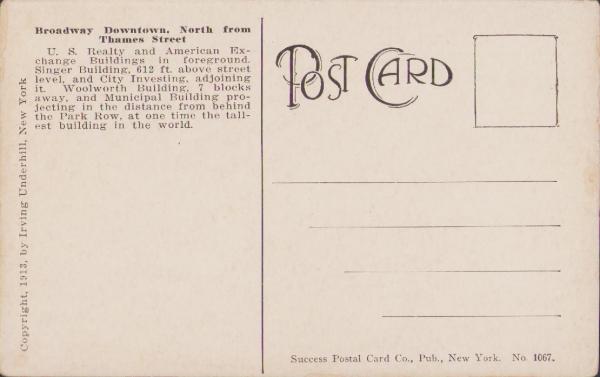 Broadway Downtown, North from
Thames Street
U. S. Realty and American Ex-
change Buildings in foreground.
Singer Building, 612 ft. above street
level, and City Investing, adjoining
it. Woolworth Building, 7 blocks
away, and Municipal Building pro-
jecting in the distance from behind
the Park Row, at one time the tall-
est building in the world.
Copyright, 1913, by Irving Underhill, New York
POST CARD
Success Postal Card Co., Pub., New York. No. 1067.